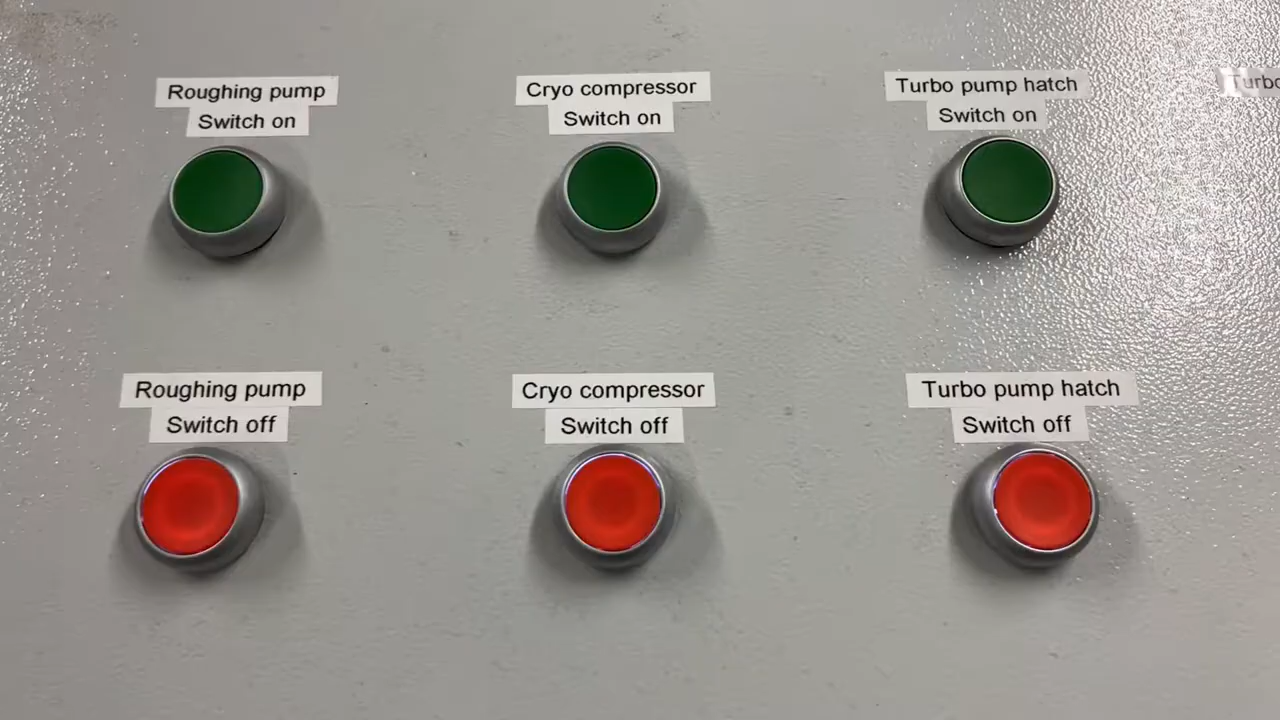 Roughing pump
Switch on
Cryo compressor
Switch on
Turbo pump hatch
Switch on
Turbo
Roughing pump
Switch off
Cryo compressor
Switch off
Turbo pump hatch
Switch off